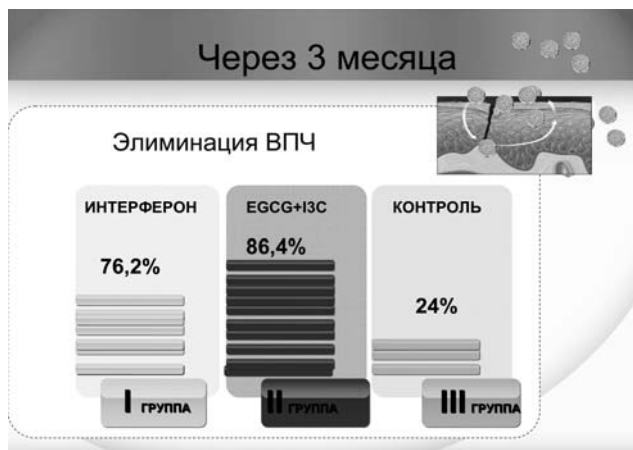 Через 3 месяца
Элиминация ВПЧ
ИНТЕРФЕРОН
76,2%
I ГРУППА
EGCG+I3C
86,4%
II ГРУППА
КОНТРОЛЬ
24%
III ГРУППА